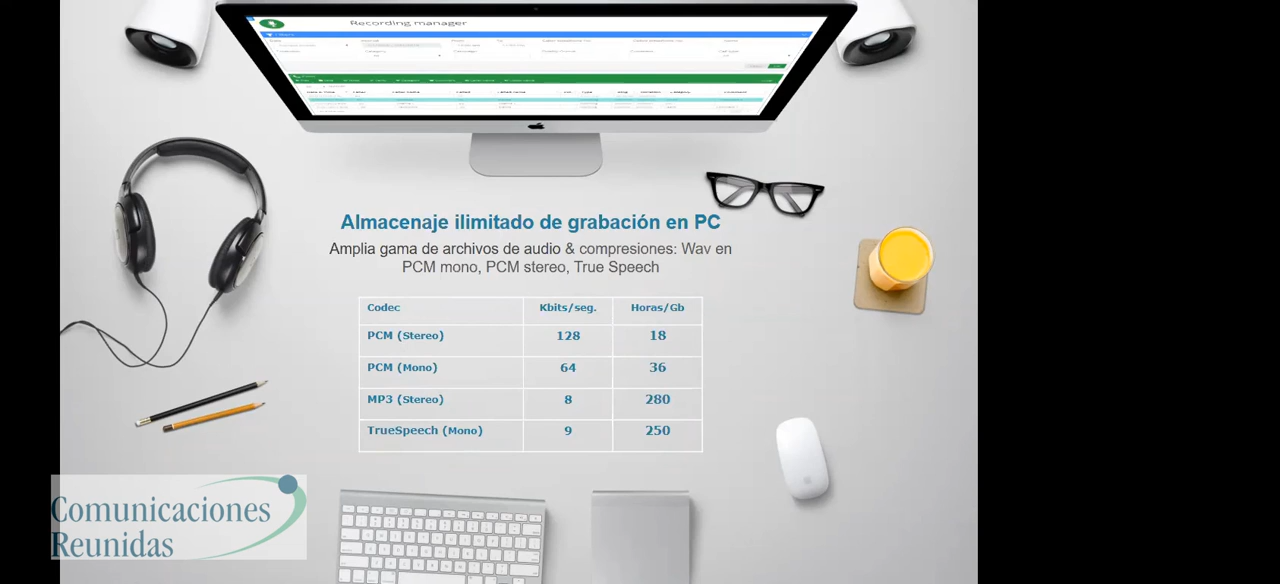 Recording manager
Almacenaje ilimitado de grabación en PC
Amplia gama de archivos de audio & compresiones: Wav en
PCM mono, PCM stereo, True Speech
Codec Kbits/seg. Horas/Gb
PCM (Stereo) 128 18
PCM (Mono) 64 36
MP3 (Stereo) 8 280
TrueSpeech (Mono) 9 250
Comunicaciones
Reunidas